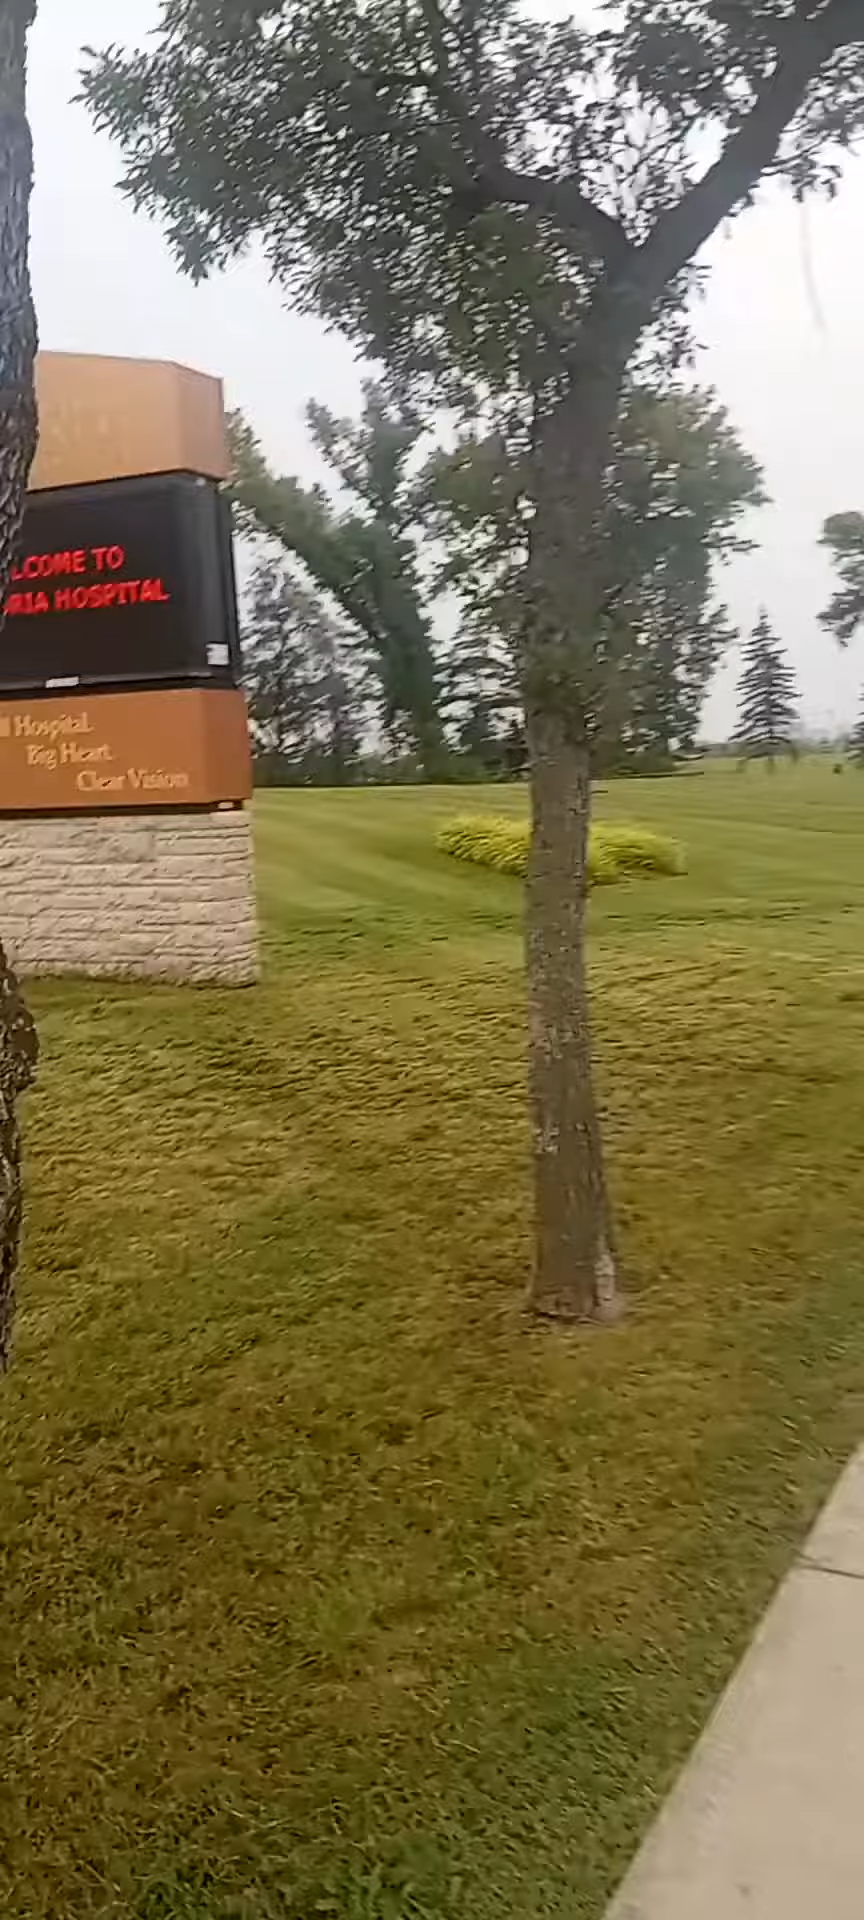 LCOME TO
RIA HOSPITAL
Hospital.
Big Heart.
Clear Vision